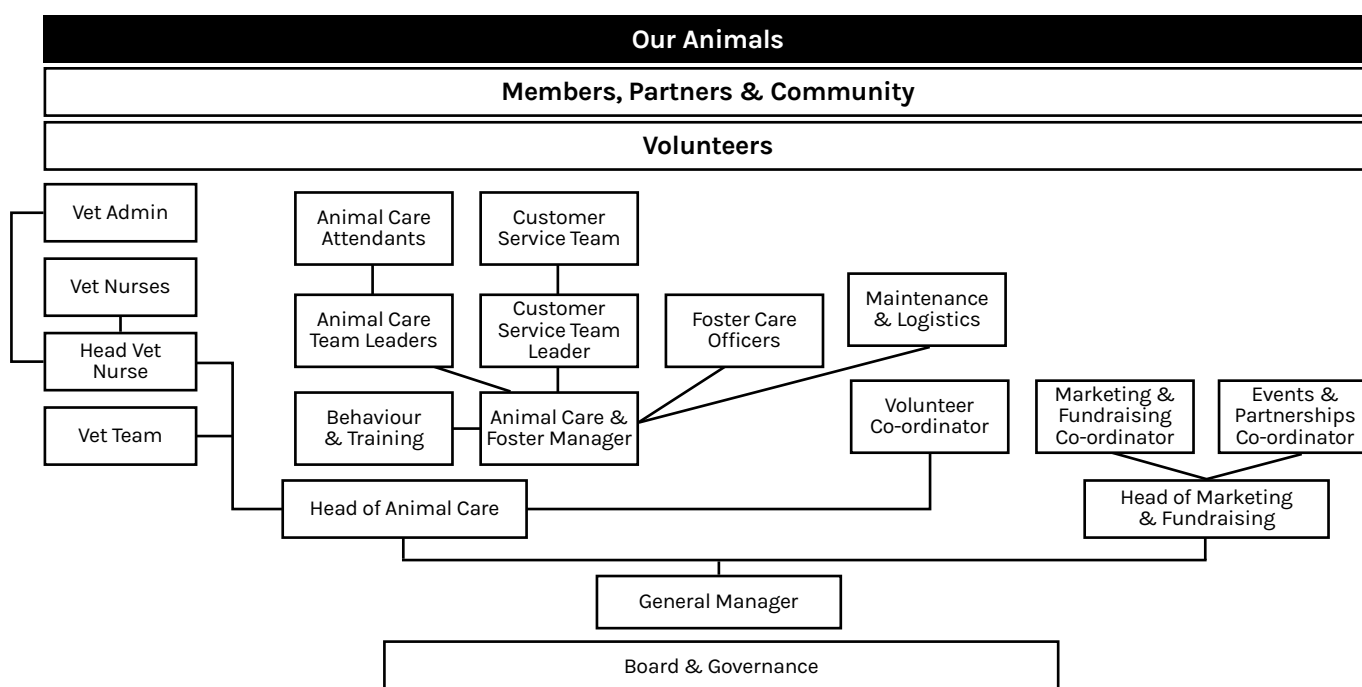 Our Animals
Members, Partners & Community
Volunteers
Vet Admin
Vet Nurses
Head Vet
Nurse
Vet Team
Animal Care
Attendants
Customer
Service Team
Animal Care
Team Leaders
Customer
Service Team
Leader
Foster Care
Officers
Maintenance
& Logistics
Behaviour
& Training
Animal Care &
Foster Manager
Volunteer
Co-ordinator
Marketing &
Fundraising
Co-ordinator
Events &
Partnerships
Co-ordinator
Head of Animal Care
Head of Marketing
& Fundraising
General Manager
Board & Governance